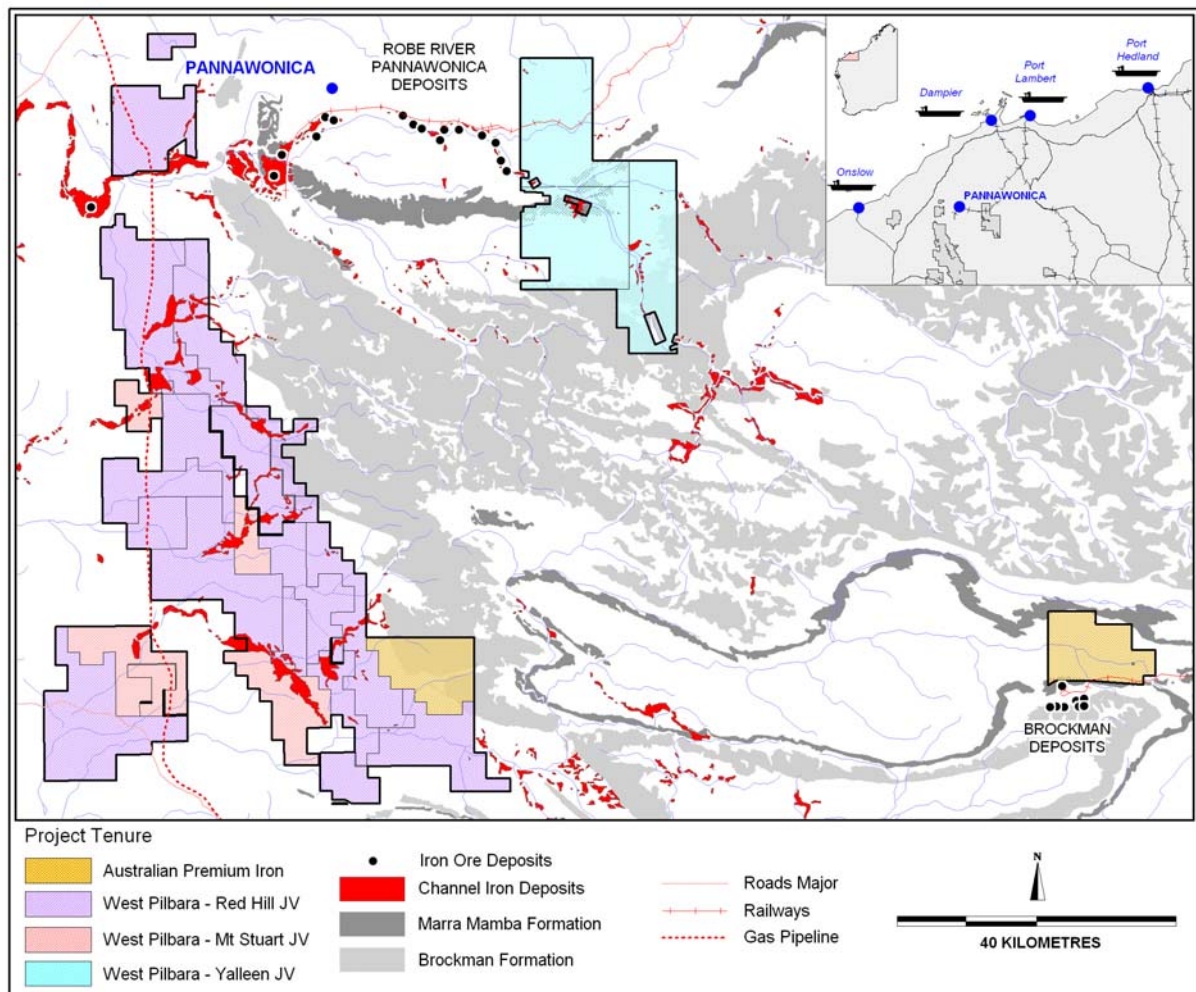 ROBE RIVER
PANNAWONICA
DEPOSITS
PANNAWONICA
Port
Hedland
Port
Lambert
Dampier
Onslow
PANNAWONICA
BROCKMAN
DEPOSITS
Project Tenure
Australian Premium Iron
West Pilbara - Red Hill JV
West Pilbara - Mt Stuart JV
West Pilbara - Yalleen JV
Iron Ore Deposits
Channel Iron Deposits
Marra Mamba Formation
Brockman Formation
Roads Major
Railways
Gas Pipeline
N
40 KILOMETRES